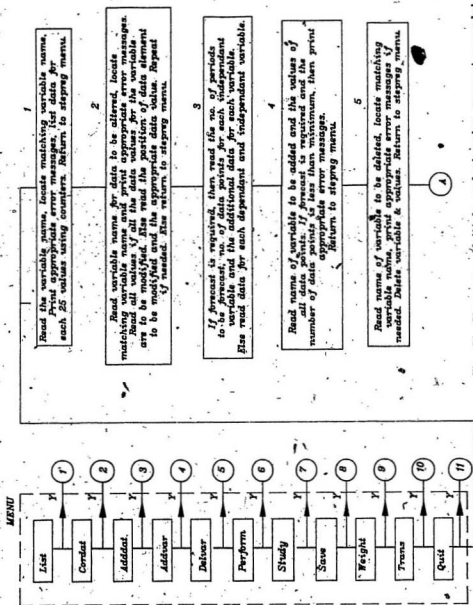 MENU
List
Y
1
Cordat
Y
2
Adddat.
Y
3
Addvar
Y
4
Delvar
Y
5
Perform
Y
6
Study
Y
7
Save
Y
8
Weight
Y
9
Trans
Y
10
Quit
Y
11
1
Read the variable name, locate matching variable name.
Print appropriate error messages. list data for
each 25 values using counters. Return to stepreg menu.
2
Read variable name for data to be altered, locate
matching variable name and print appropriate error messages.
Read all values if all the data values for the variable
are to be modified. Else read the position of data element
to be modified and the appropriate data value. Repeat
if needed. Else return to stepreg menu.
3
If forecast is required, then read the no. of periods
to be forecast, no. of data points for each independent
variable and the additional data for each variable.
Else read data for each dependant and independant variable.
4
Read name of variable to be added and the values of
all data points. If forecast is required and the
number of data points is less than minimum, then print
appropriate error messages.
Return to stepreg menu
5
Read name of variable to be deleted, locate matching
variable name, print appropriate error messages if
needed. Delete variable & values. Return to stepreg menu.
A